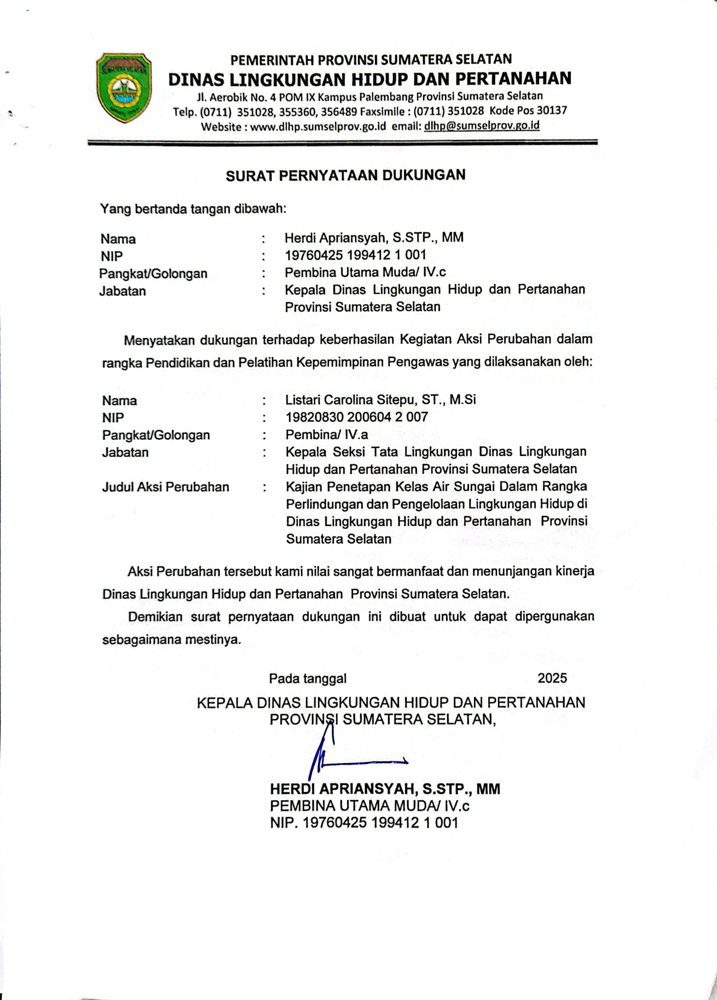 SUMATERA SELATAN
PEMERINTAH PROVINSI SUMATERA SELATAN
DINAS LINGKUNGAN HIDUP DAN PERTANAHAN
Jl. Aerobik No. 4 POM IX Kampus Palembang Provinsi Sumatera Selatan
Telp. (0711) 351028, 355360, 356489 Faxsimile : (0711) 351028 Kode Pos 30137
Website : www.dlhp.sumselprov.go.id email: dlhp@sumselprov.go.id
SURAT PERNYATAAN DUKUNGAN
Yang bertanda tangan dibawah:
Nama : Herdi Apriansyah, S.STP., MM
NIP : 19760425 199412 1 001
Pangkat/Golongan : Pembina Utama Muda/ IV.c
Jabatan : Kepala Dinas Lingkungan Hidup dan Pertanahan
Provinsi Sumatera Selatan
Menyatakan dukungan terhadap keberhasilan Kegiatan Aksi Perubahan dalam
rangka Pendidikan dan Pelatihan Kepemimpinan Pengawas yang dilaksanakan oleh:
Nama : Listari Carolina Sitepu, ST., M.Si
NIP : 19820830 200604 2 007
Pangkat/Golongan : Pembina/ IV.a
Jabatan : Kepala Seksi Tata Lingkungan Dinas Lingkungan
Hidup dan Pertanahan Provinsi Sumatera Selatan
Judul Aksi Perubahan : Kajian Penetapan Kelas Air Sungai Dalam Rangka
Perlindungan dan Pengelolaan Lingkungan Hidup di
Dinas Lingkungan Hidup dan Pertanahan Provinsi
Sumatera Selatan
Aksi Perubahan tersebut kami nilai sangat bermanfaat dan menunjangan kinerja
Dinas Lingkungan Hidup dan Pertanahan Provinsi Sumatera Selatan.
Demikian surat pernyataan dukungan ini dibuat untuk dapat dipergunakan
sebagaimana mestinya.
Pada tanggal 2025
KEPALA DINAS LINGKUNGAN HIDUP DAN PERTANAHAN
PROVINSI SUMATERA SELATAN,
HERDI APRIANSYAH, S.STP., MM
PEMBINA UTAMA MUDA/ IV.c
NIP. 19760425 199412 1 001